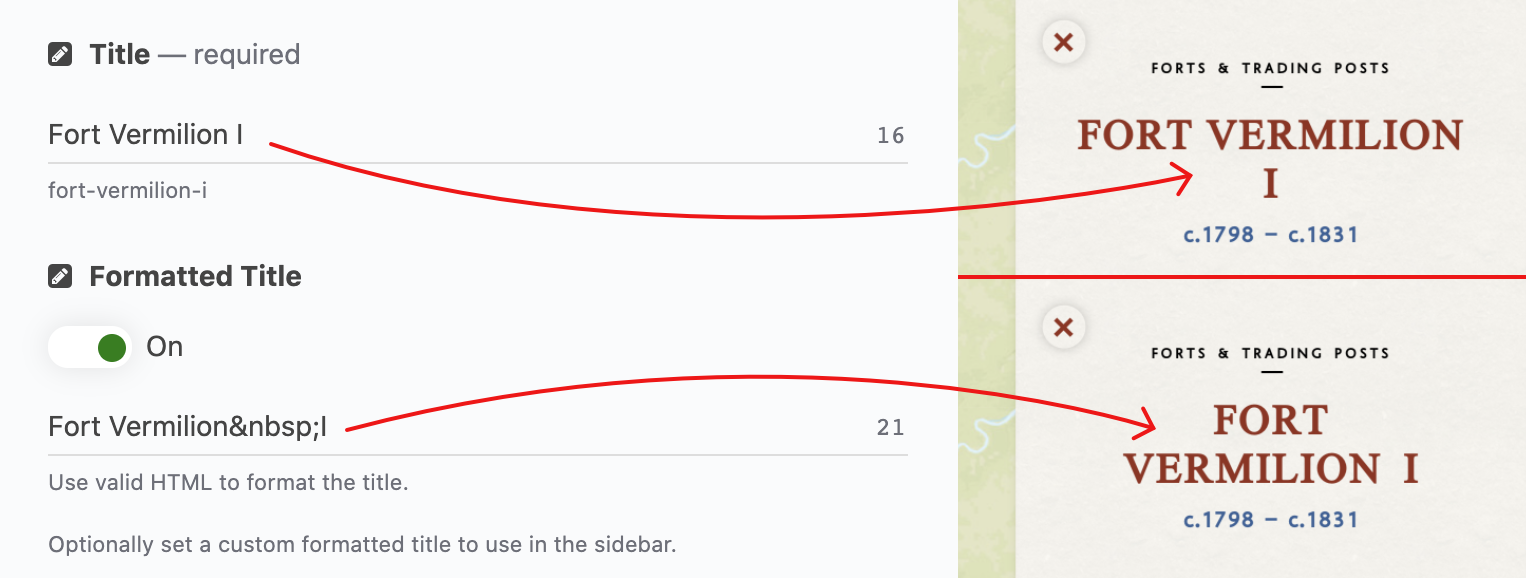 Title — required
Fort Vermilion I
16
fort-vermilion-i
Formatted Title
On
Fort Vermilion&nbsp;I
21
Use valid HTML to format the title.
Optionally set a custom formatted title to use in the sidebar.
FORTS & TRADING POSTS
FORT VERMILION
I
c.1798 – c.1831
FORTS & TRADING POSTS
FORT
VERMILION I
c.1798 – c.1831